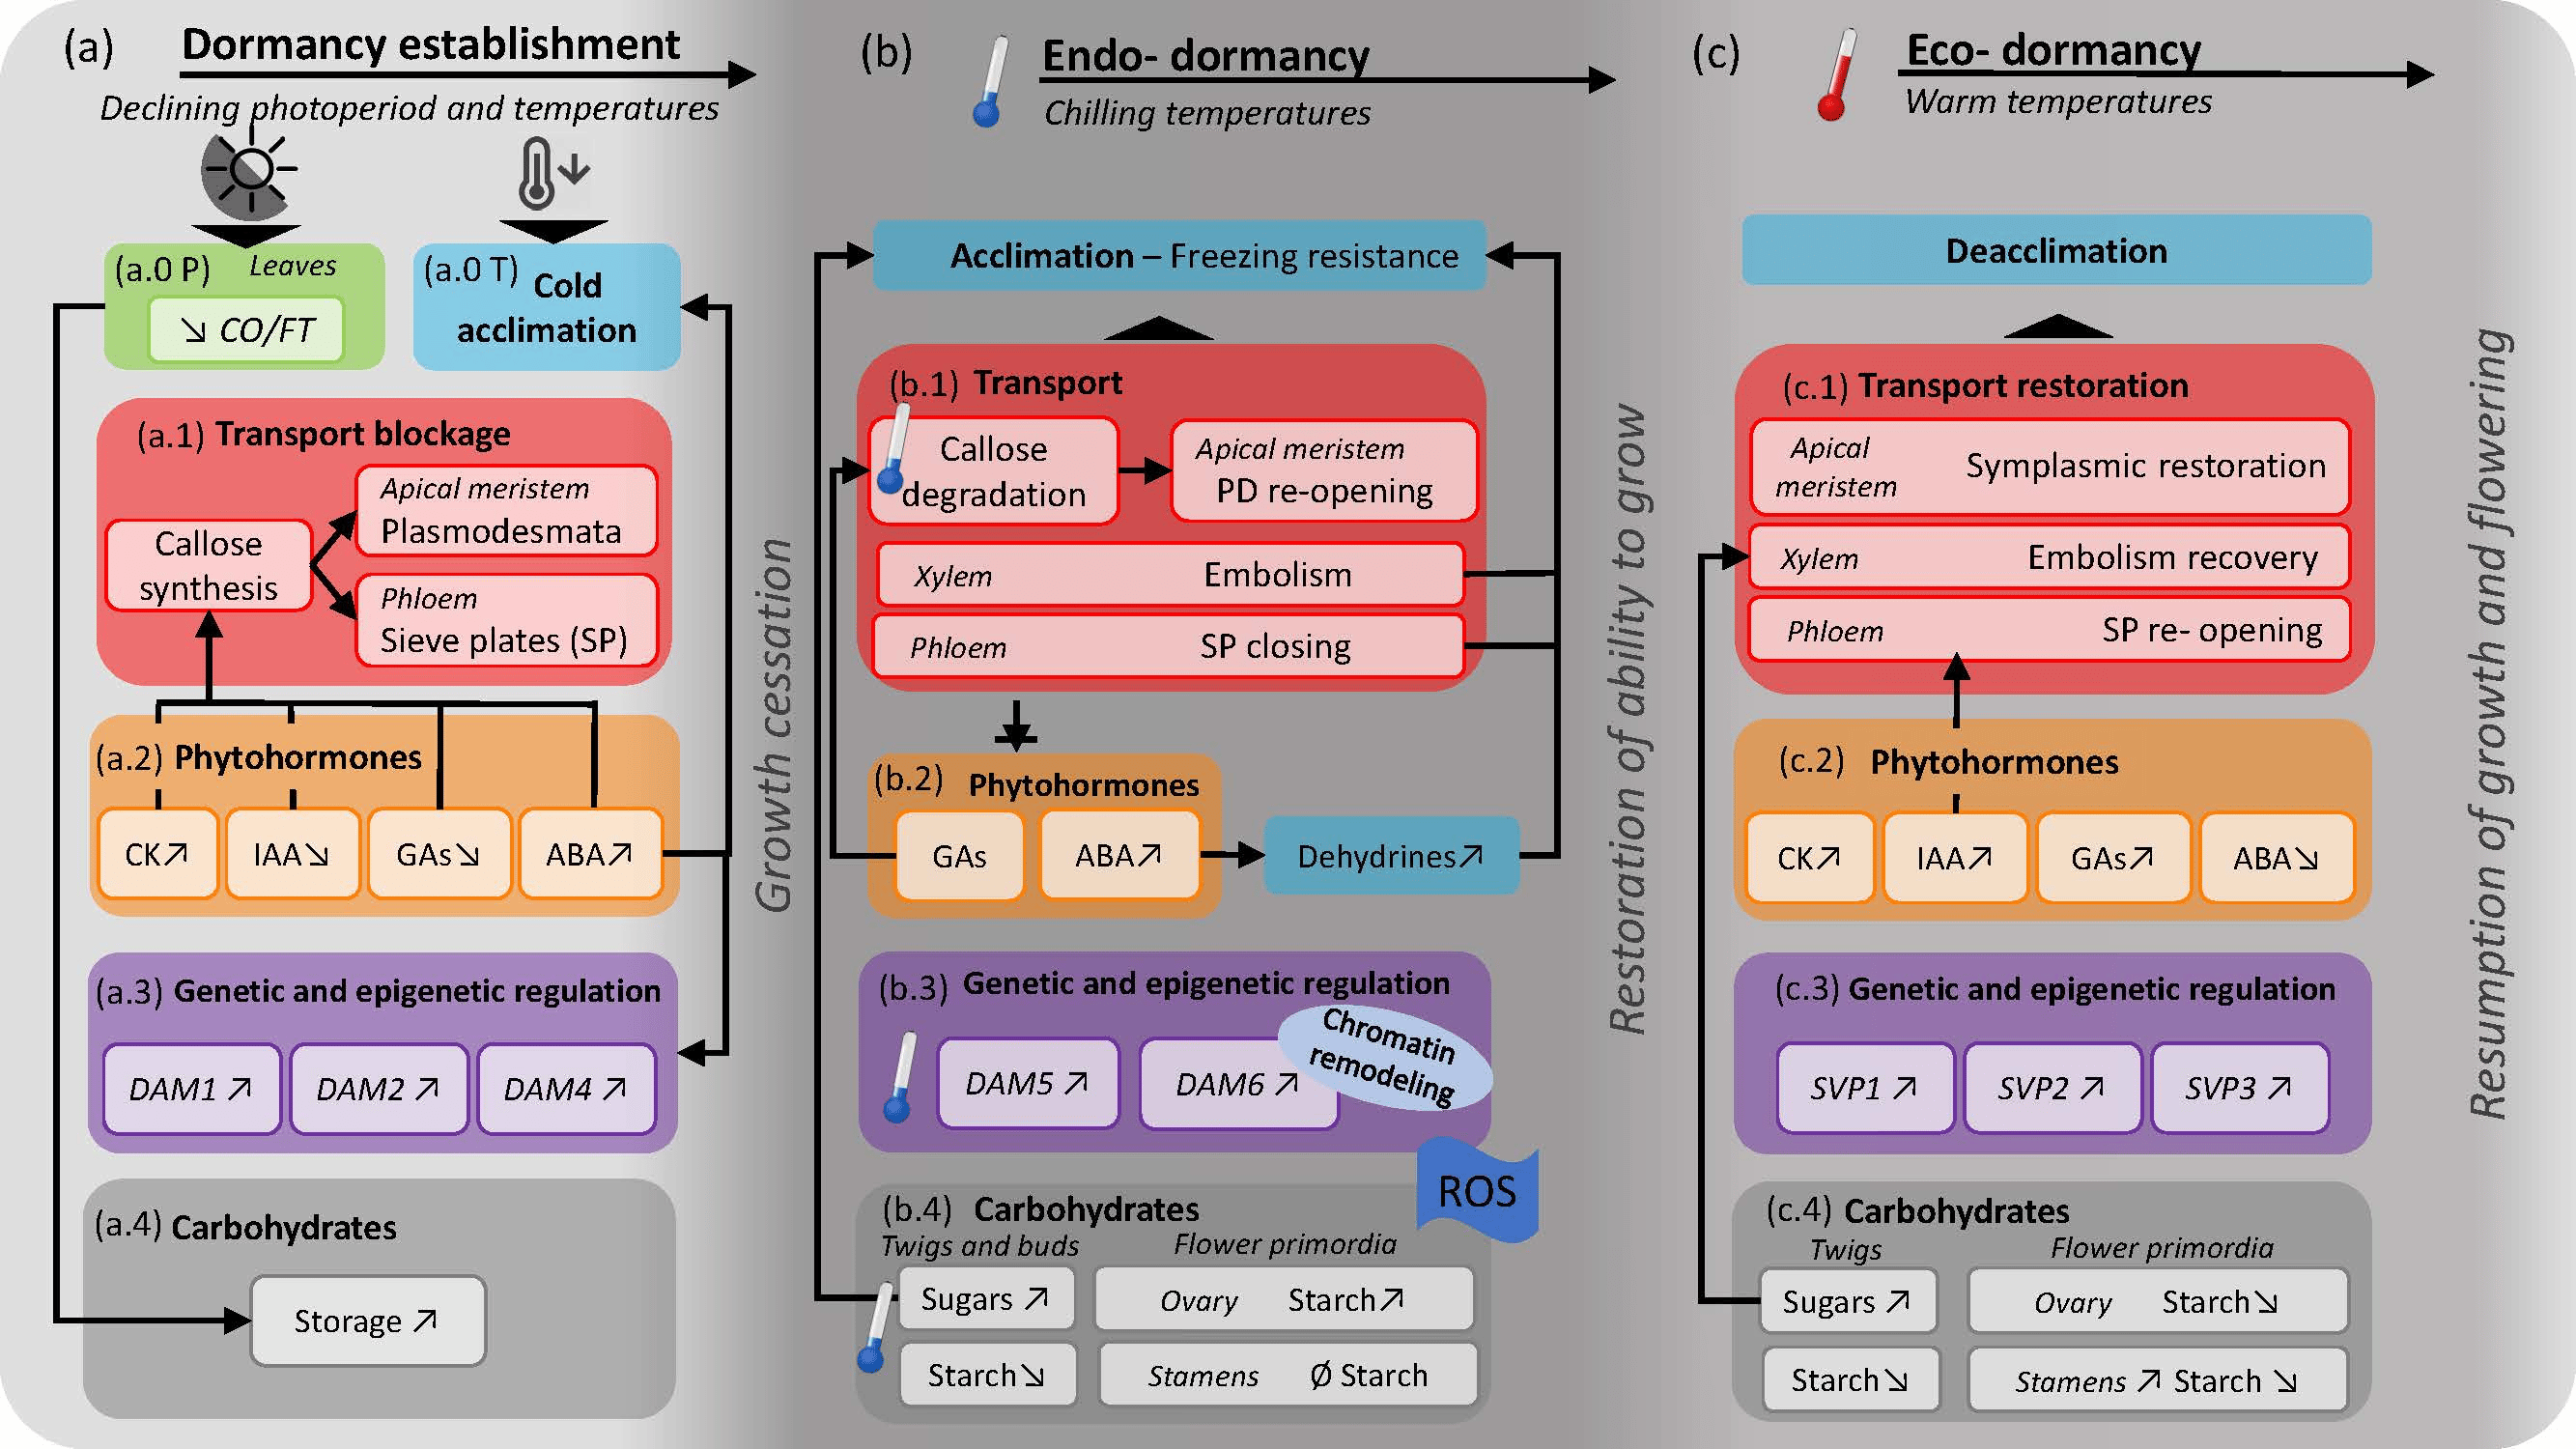 (a) Dormancy establishment
Declining photoperiod and temperatures
(a.0 P) Leaves
↘ CO/FT
(a.0 T) Cold
acclimation
(a.1) Transport blockage
Callose
synthesis
Apical meristem
Plasmodesmata
Phloem
Sieve plates (SP)
(a.2) Phytohormones
CK↗
IAA↘
GAs↘
ABA↗
(a.3) Genetic and epigenetic regulation
DAM1 ↗
DAM2 ↗
DAM4 ↗
(a.4) Carbohydrates
Storage ↗
Growth cessation
(b) Endo- dormancy
Chilling temperatures
Acclimation – Freezing resistance
(b.1) Transport
Callose
degradation
Apical meristem
PD re-opening
Xylem Embolism
Phloem SP closing
(b.2) Phytohormones
GAs
ABA↗
Dehydrines↗
(b.3) Genetic and epigenetic regulation
DAM5 ↗
DAM6 ↗
Chromatin
remodeling
ROS
(b.4) Carbohydrates
Twigs and buds
Flower primordia
Sugars ↗
Ovary Starch↗
Starch↘
Stamens Ø Starch
Restoration of ability to grow
(c) Eco- dormancy
Warm temperatures
Deacclimation
(c.1) Transport restoration
Apical
meristem
Symplasmic restoration
Xylem Embolism recovery
Phloem SP re- opening
(c.2) Phytohormones
CK↗
IAA↗
GAs↗
ABA↘
(c.3) Genetic and epigenetic regulation
SVP1 ↗
SVP2 ↗
SVP3 ↗
(c.4) Carbohydrates
Twigs
Flower primordia
Sugars ↗
Ovary Starch↘
Starch↘
Stamens ↗ Starch ↘
Resumption of growth and flowering